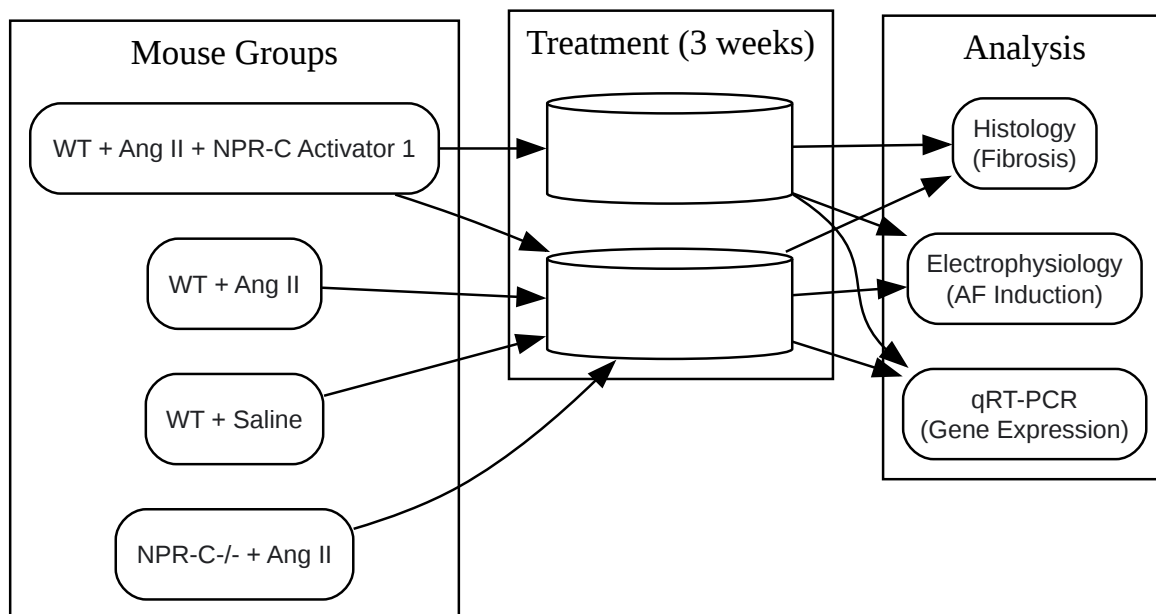 Mouse Groups
WT + Ang II + NPR-C Activator 1
WT + Ang II
WT + Saline
NPR-C-/- + Ang II
Treatment (3 weeks)
Analysis
Histology
(Fibrosis)
Electrophysiology
(AF Induction)
qRT-PCR
(Gene Expression)